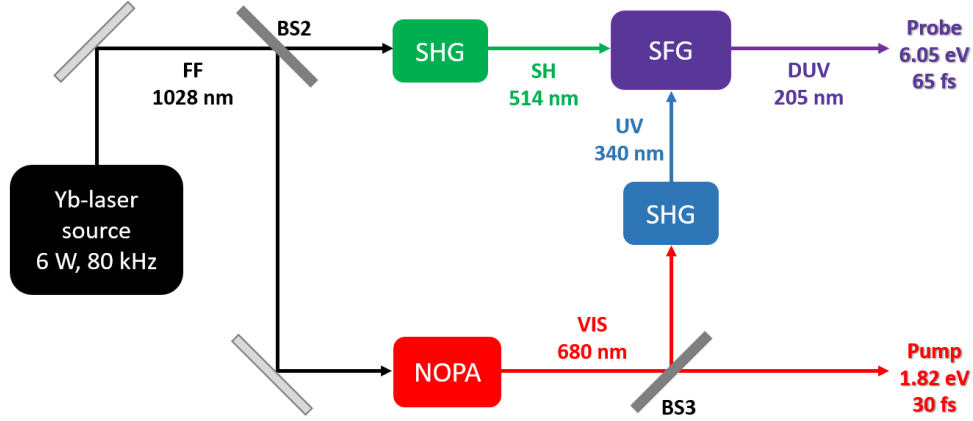 BS2
Probe
6.05 eV
65 fs
SHG
SFG
FF
1028 nm
SH
514 nm
DUV
205 nm
UV
340 nm
Yb-laser
source
6 W, 80 kHz
SHG
VIS
680 nm
NOPA
Pump
1.82 eV
30 fs
BS3